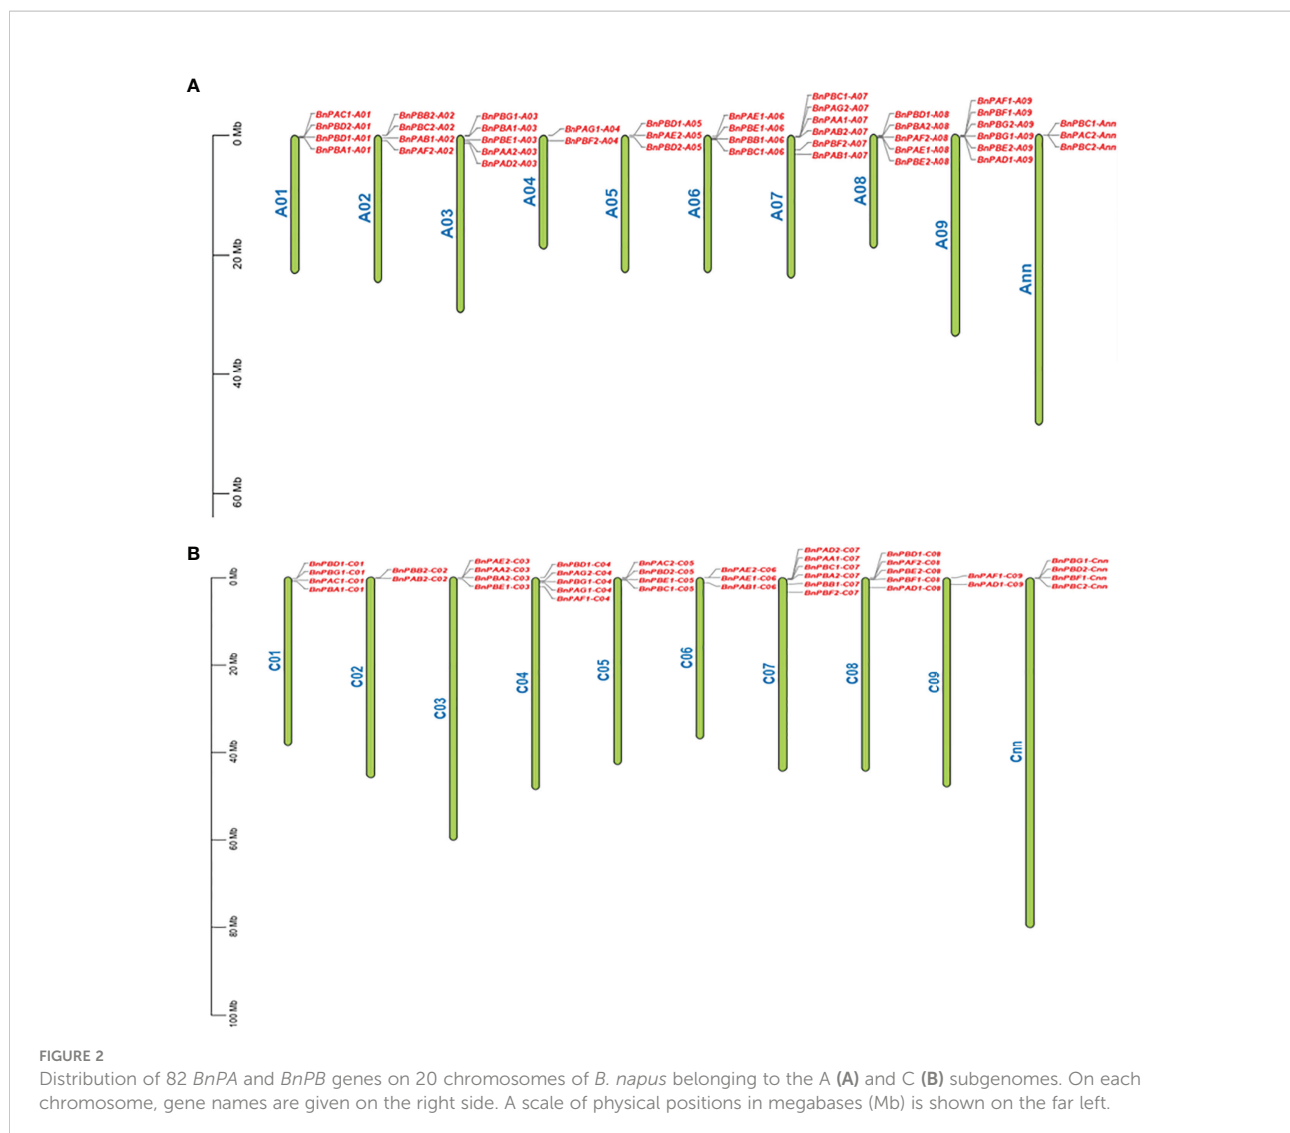 A
0 Mb
20 Mb
40 Mb
60 Mb
A01
BnPAC1-A01
BnPBD2-A01
BnPBD1-A01
BnPBA1-A01
A02
BnPBB2-A02
BnPBC2-A02
BnPAB1-A02
BnPAF2-A02
A03
BnPBG1-A03
BnPBA1-A03
BnPBE1-A03
BnPAA2-A03
BnPAD2-A03
A04
BnPAG1-A04
BnPBF2-A04
A05
BnPBD1-A05
BnPAE2-A05
BnPBD2-A05
A06
BnPAE1-A06
BnPBE1-A06
BnPBB1-A06
BnPBC1-A06
A07
BnPBC1-A07
BnPAG2-A07
BnPAA1-A07
BnPAB2-A07
BnPBF2-A07
BnPAB1-A07
A08
BnPBD1-A08
BnPBA2-A08
BnPAF2-A08
BnPAE1-A08
BnPBE2-A08
A09
BnPAF1-A09
BnPBF1-A09
BnPBG2-A09
BnPBG1-A09
BnPBE2-A09
BnPAD1-A09
Ann
BnPBC1-Ann
BnPAC2-Ann
BnPBC2-Ann
B
0 Mb
20 Mb
40 Mb
60 Mb
80 Mb
100 Mb
C01
BnPBD1-C01
BnPBG1-C01
BnPAC1-C01
BnPBA1-C01
C02
BnPBB2-C02
BnPAB2-C02
C03
BnPAE2-C03
BnPAA2-C03
BnPBA2-C03
BnPBE1-C03
C04
BnPBD1-C04
BnPAG2-C04
BnPBG1-C04
BnPAG1-C04
BnPAF1-C04
C05
BnPAC2-C05
BnPBD2-C05
BnPBE1-C05
BnPBC1-C05
C06
BnPAE2-C06
BnPAE1-C06
BnPAB1-C06
C07
BnPAD2-C07
BnPAA1-C07
BnPBC1-C07
BnPBA2-C07
BnPBB1-C07
BnPBF2-C07
C08
BnPBD1-C08
BnPAF2-C08
BnPBE2-C08
BnPBF1-C08
BnPAD1-C08
C09
BnPAF1-C09
BnPAD1-C09
Cnn
BnPBG1-Cnn
BnPBD2-Cnn
BnPBF1-Cnn
BnPBC2-Cnn
FIGURE 2
Distribution of 82 BnPA and BnPB genes on 20 chromosomes of B. napus belonging to the A (A) and C (B) subgenomes. On each
chromosome, gene names are given on the right side. A scale of physical positions in megabases (Mb) is shown on the far left.